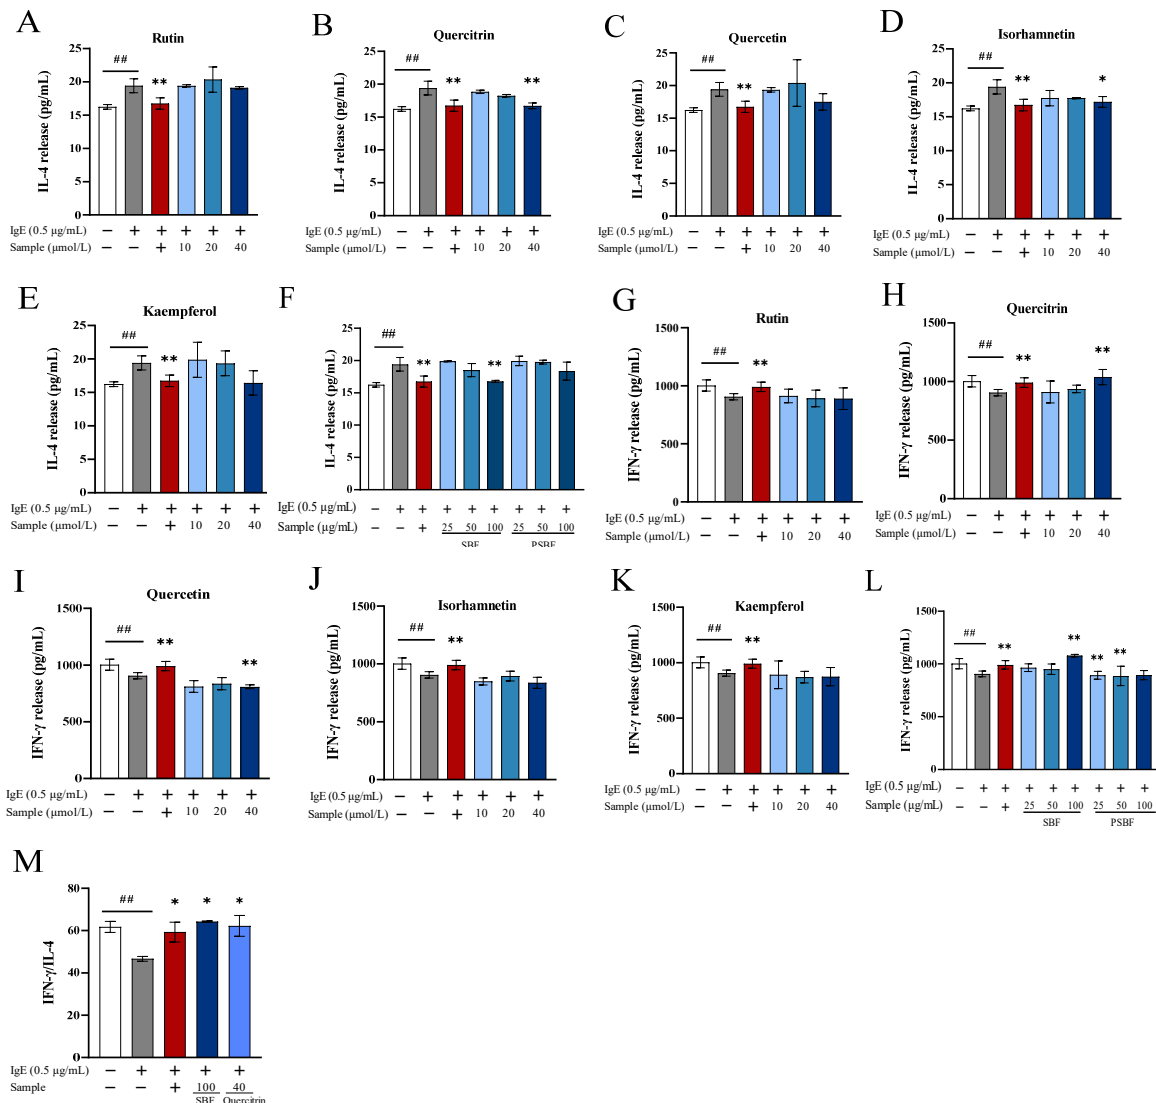 A
Rutin
##
**
25
20
15
10
5
0
IL-4 release (pg/mL)
IgE (0.5 μg/mL) − + + + + +
Sample (μmol/L) − − + 10 20 40
B
Quercitrin
##
**
**
25
20
15
10
5
0
IL-4 release (pg/mL)
IgE (0.5 μg/mL) − + + + + +
Sample (μmol/L) − − + 10 20 40
C
Quercetin
##
**
25
20
15
10
5
0
IL-4 release (pg/mL)
IgE (0.5 μg/mL) − + + + + +
Sample (μmol/L) − − + 10 20 40
D
Isorhamnetin
##
**
*
25
20
15
10
5
0
IL-4 release (pg/mL)
IgE (0.5 μg/mL) − + + + + +
Sample (μmol/L) − − + 10 20 40
E
Kaempferol
##
**
25
20
15
10
5
0
IL-4 release (pg/mL)
IgE (0.5 μg/mL) − + + + + +
Sample (μmol/L) − − + 10 20 40
F
##
**
**
25
20
15
10
5
0
IL-4 release (pg/mL)
IgE (0.5 μg/mL) − + + + + + + + +
Sample (μg/mL) − − + 25 50 100 25 50 100
SBF PSBF
G
Rutin
##
**
1500
1000
500
0
IFN-γ release (pg/mL)
IgE (0.5 μg/mL) − + + + + +
Sample (μmol/L) − − + 10 20 40
H
Quercitrin
##
**
**
1500
1000
500
0
IFN-γ release (pg/mL)
IgE (0.5 μg/mL) − + + + + +
Sample (μmol/L) − − + 10 20 40
I
Quercetin
##
**
**
1500
1000
500
0
IFN-γ release (pg/mL)
IgE (0.5 μg/mL) − + + + + +
Sample (μmol/L) − − + 10 20 40
J
Isorhamnetin
##
**
1500
1000
500
0
IFN-γ release (pg/mL)
IgE (0.5 μg/mL) − + + + + +
Sample (μmol/L) − − + 10 20 40
K
Kaempferol
##
**
1500
1000
500
0
IFN-γ release (pg/mL)
IgE (0.5 μg/mL) − + + + + +
Sample (μmol/L) − − + 10 20 40
L
##
**
**
**
**
1500
1000
500
0
IFN-γ release (pg/mL)
IgE (0.5 μg/mL) − + + + + + + + +
Sample (μg/mL) − − + 25 50 100 25 50 100
SBF PSBF
M
##
*
*
*
80
60
40
20
0
IFN-γ/IL-4
IgE (0.5 μg/mL) − + + + +
Sample − − + 100 40
SBF Quercitrin